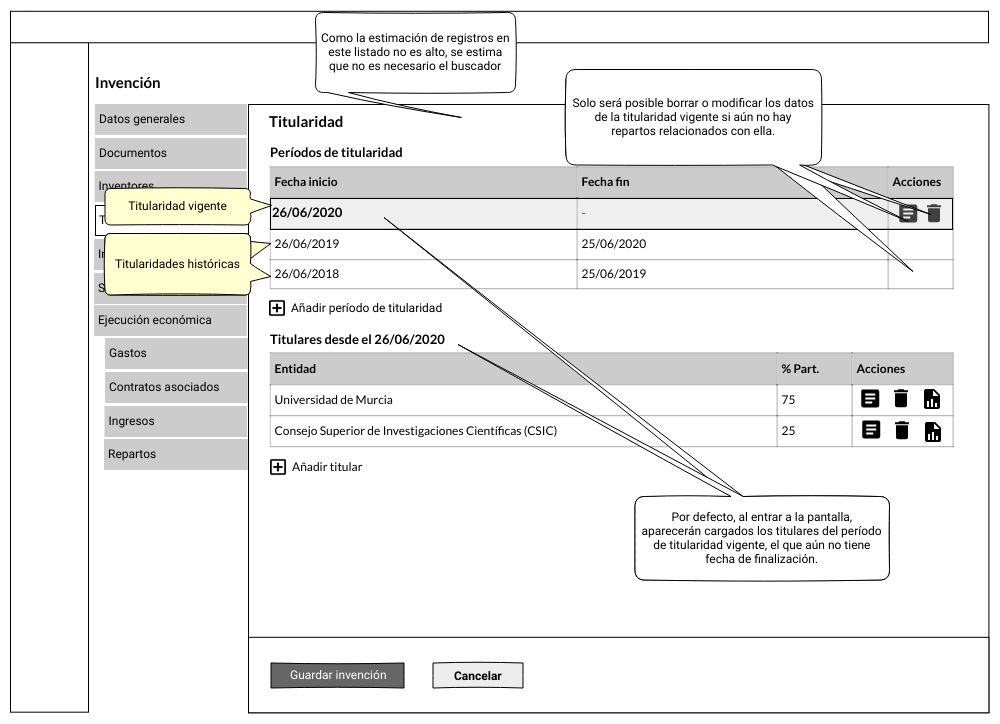 Como la estimación de registros en
este listado no es alto, se estima
que no es necesario el buscador
Solo será posible borrar o modificar los datos
de la titularidad vigente si aún no hay
repartos relacionados con ella.
Invención
Datos generales
Documentos
Inventores
Titularidad vigente
Titularidades históricas
Ejecución económica
Gastos
Contratos asociados
Ingresos
Repartos
Titularidad
Períodos de titularidad
Fecha inicio Fecha fin Acciones
26/06/2020 -
26/06/2019 25/06/2020
26/06/2018 25/06/2019
Añadir período de titularidad
Titulares desde el 26/06/2020
Entidad % Part. Acciones
Universidad de Murcia 75
Consejo Superior de Investigaciones Científicas (CSIC) 25
Añadir titular
Por defecto, al entrar a la pantalla,
aparecerán cargados los titulares del período
de titularidad vigente, el que aún no tiene
fecha de finalización.
Guardar invención Cancelar